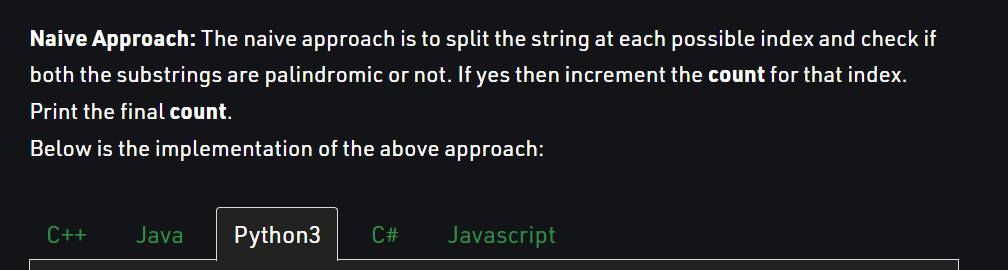 Naive Approach: The naive approach is to split the string at each possible index and check if
both the substrings are palindromic or not. If yes then increment the count for that index.
Print the final count.
Below is the implementation of the above approach:
C++ Java Python3 C# Javascript